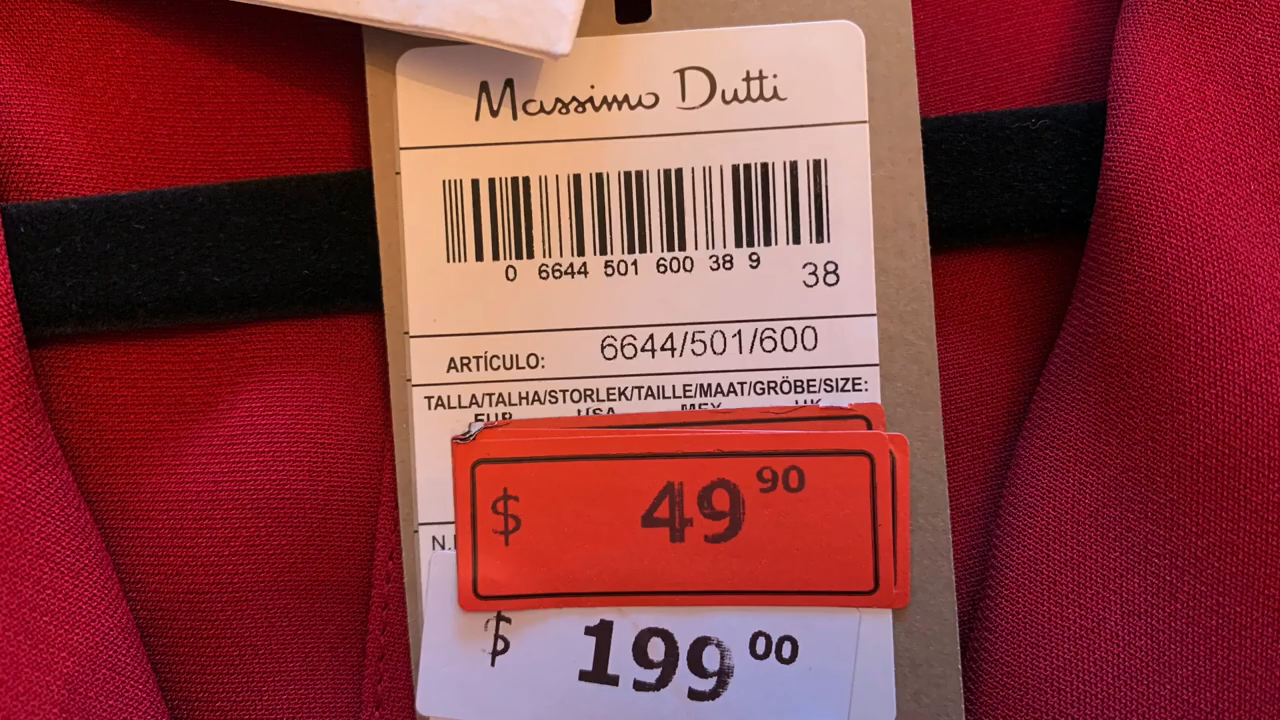 Massimo Dutti
0 6644 501 600 38 9
38
ARTÍCULO: 6644/501/600
TALLA/TALHA/STORLEK/TAILLE/MAAT/GRÖBE/SIZE:
EUR USA MEX UK
$ 49 90
$ 199 00